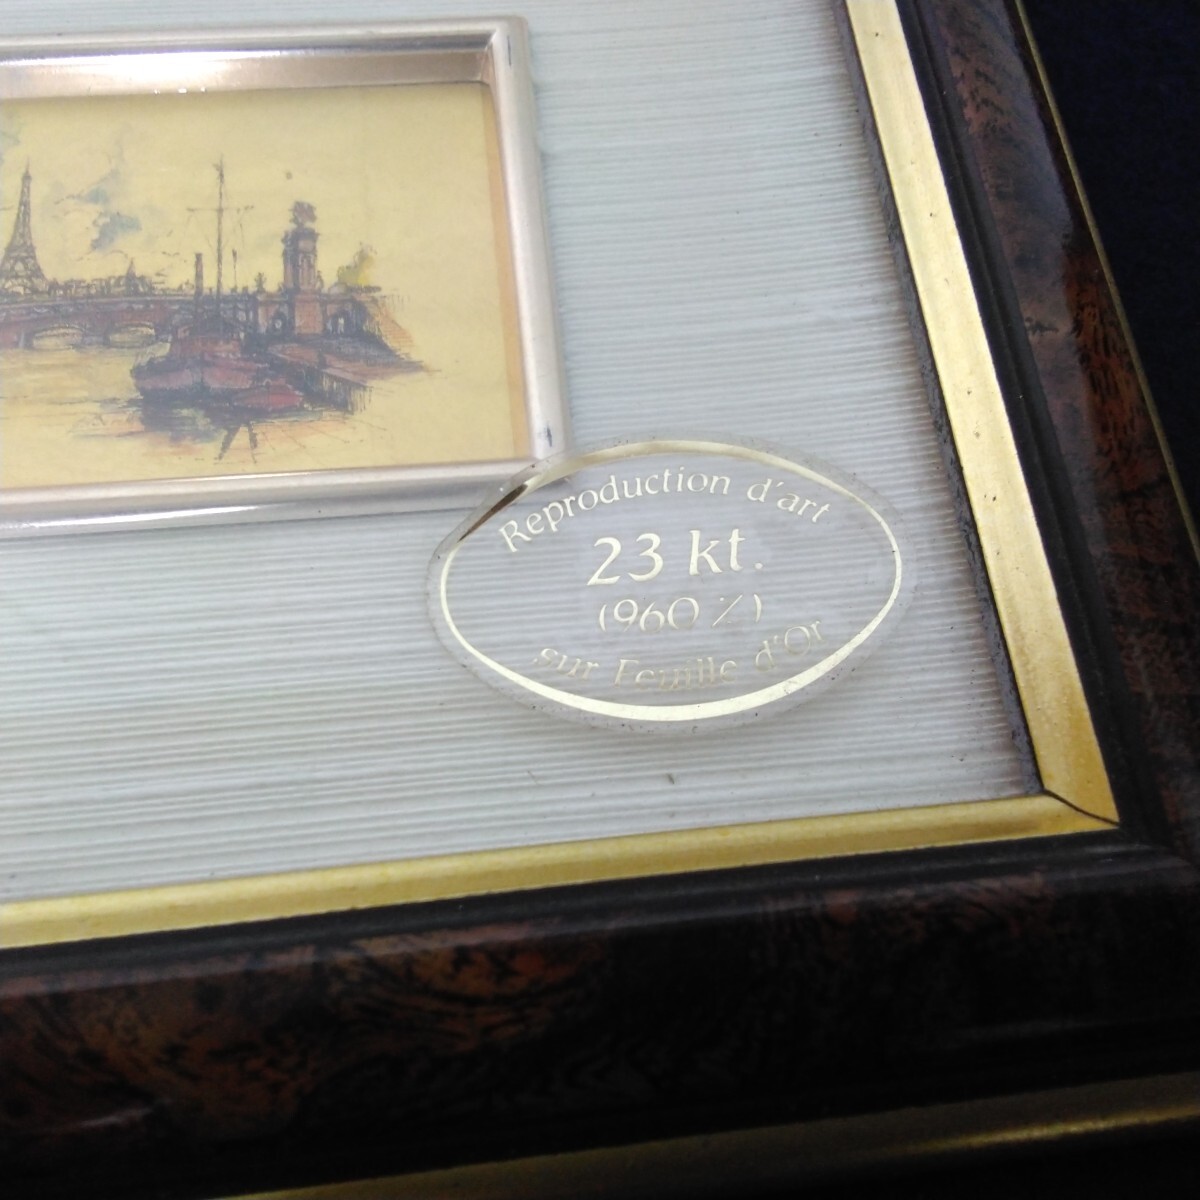 Reproduction d'art
23 kt.
(960 ‰)
sur Feuille d'Or